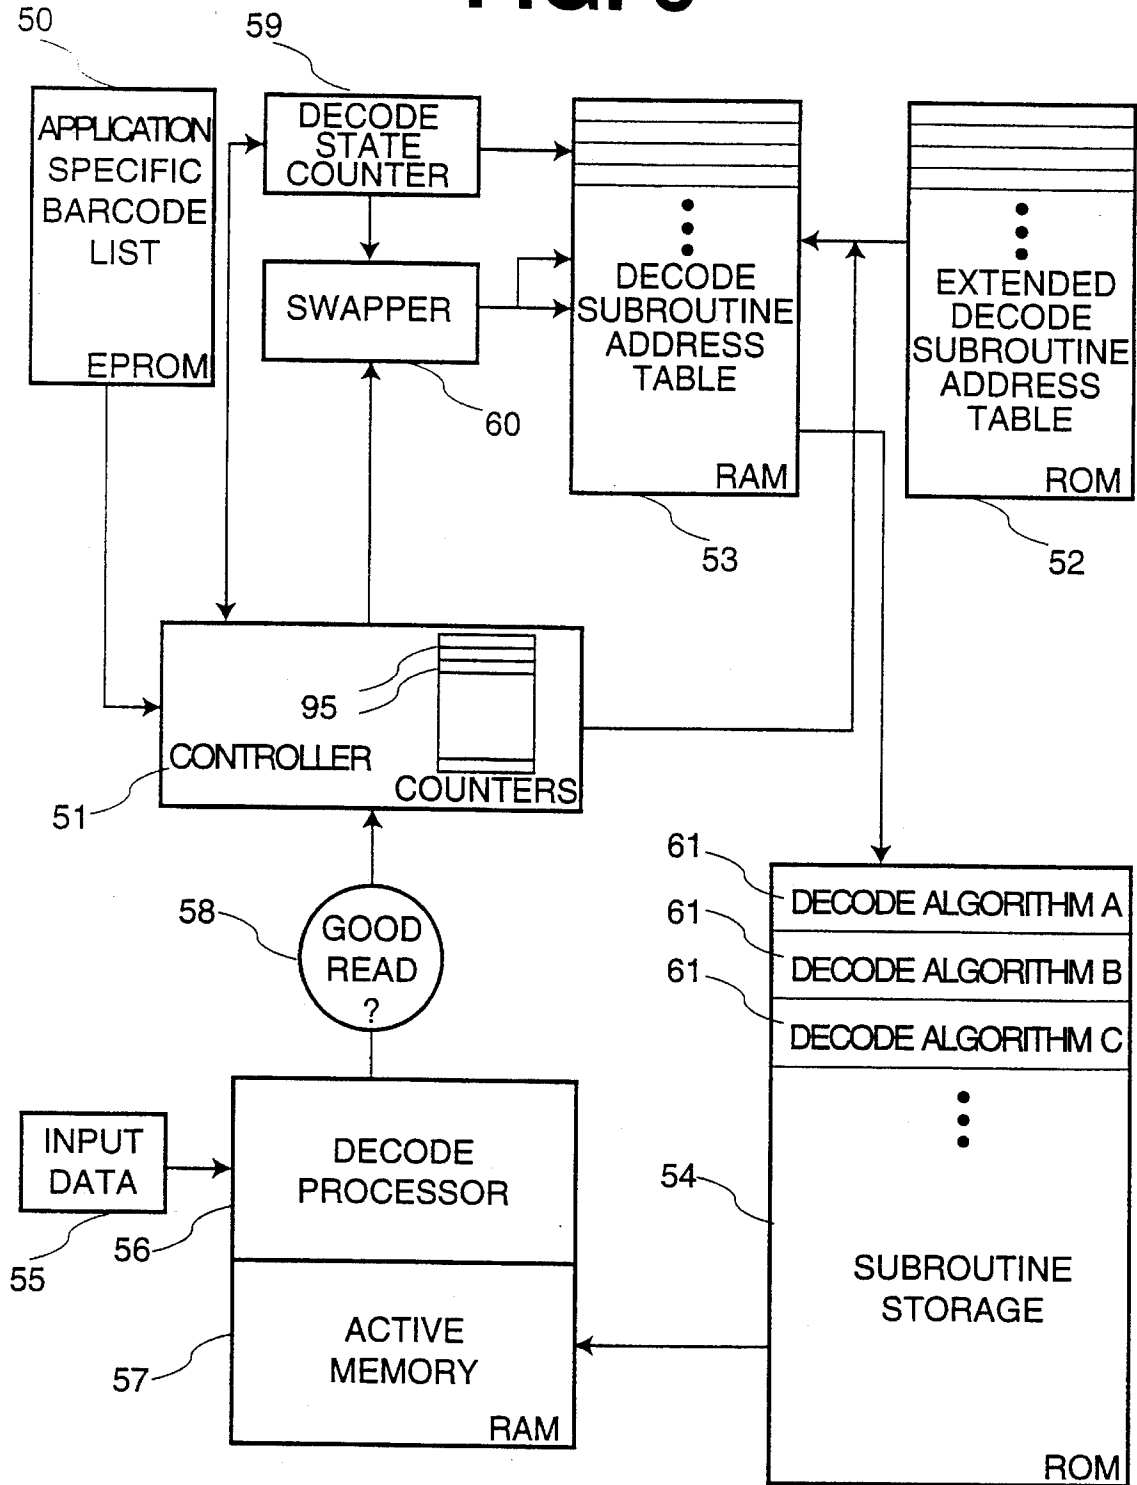 50
59
APPLICATION
SPECIFIC
BARCODE
LIST
EPROM
DECODE
STATE
COUNTER
SWAPPER
60
DECODE
SUBROUTINE
ADDRESS
TABLE
RAM
53
EXTENDED
DECODE
SUBROUTINE
ADDRESS
TABLE
ROM
52
95
CONTROLLER
COUNTERS
51
58
GOOD
READ
?
61
DECODE ALGORITHM A
61
DECODE ALGORITHM B
61
DECODE ALGORITHM C
INPUT
DATA
55
DECODE
PROCESSOR
56
ACTIVE
MEMORY
RAM
57
54
SUBROUTINE
STORAGE
ROM